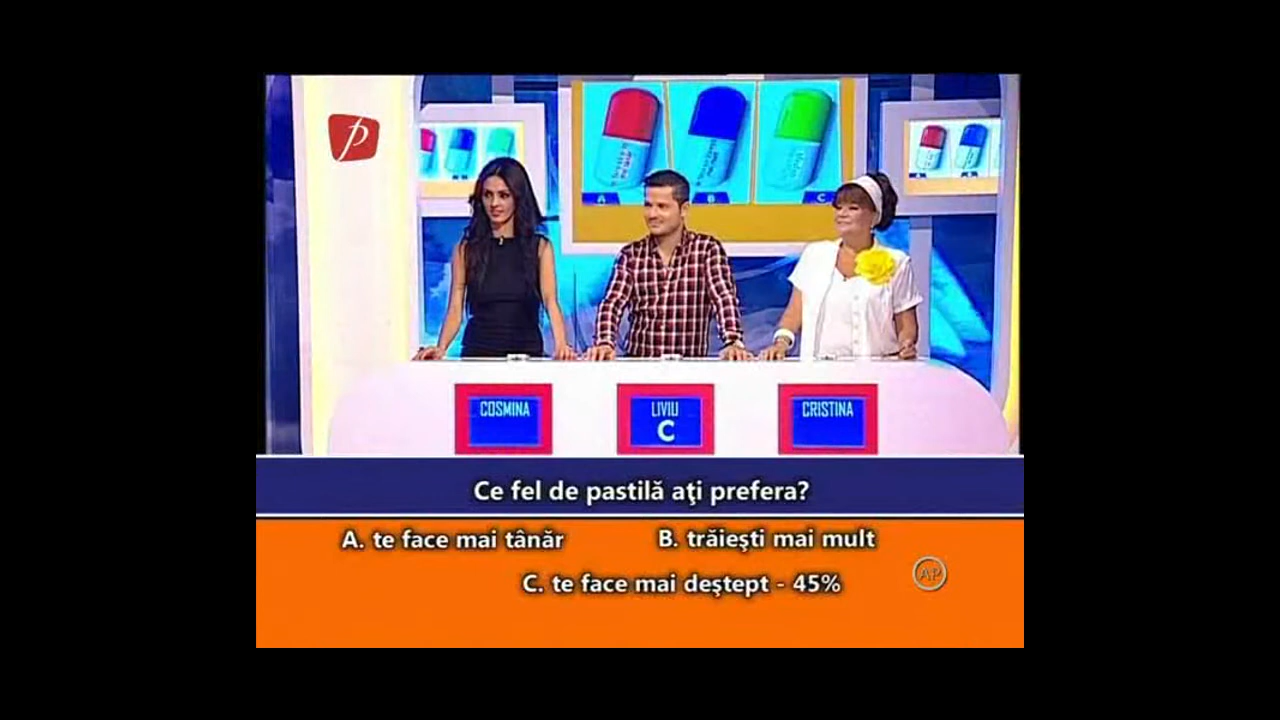 p
A B C
COSMINA
LIVIU
C
CRISTINA
Ce fel de pastilă aţi prefera?
A. te face mai tânăr
B. trăieşti mai mult
C. te face mai deştept - 45%
AP